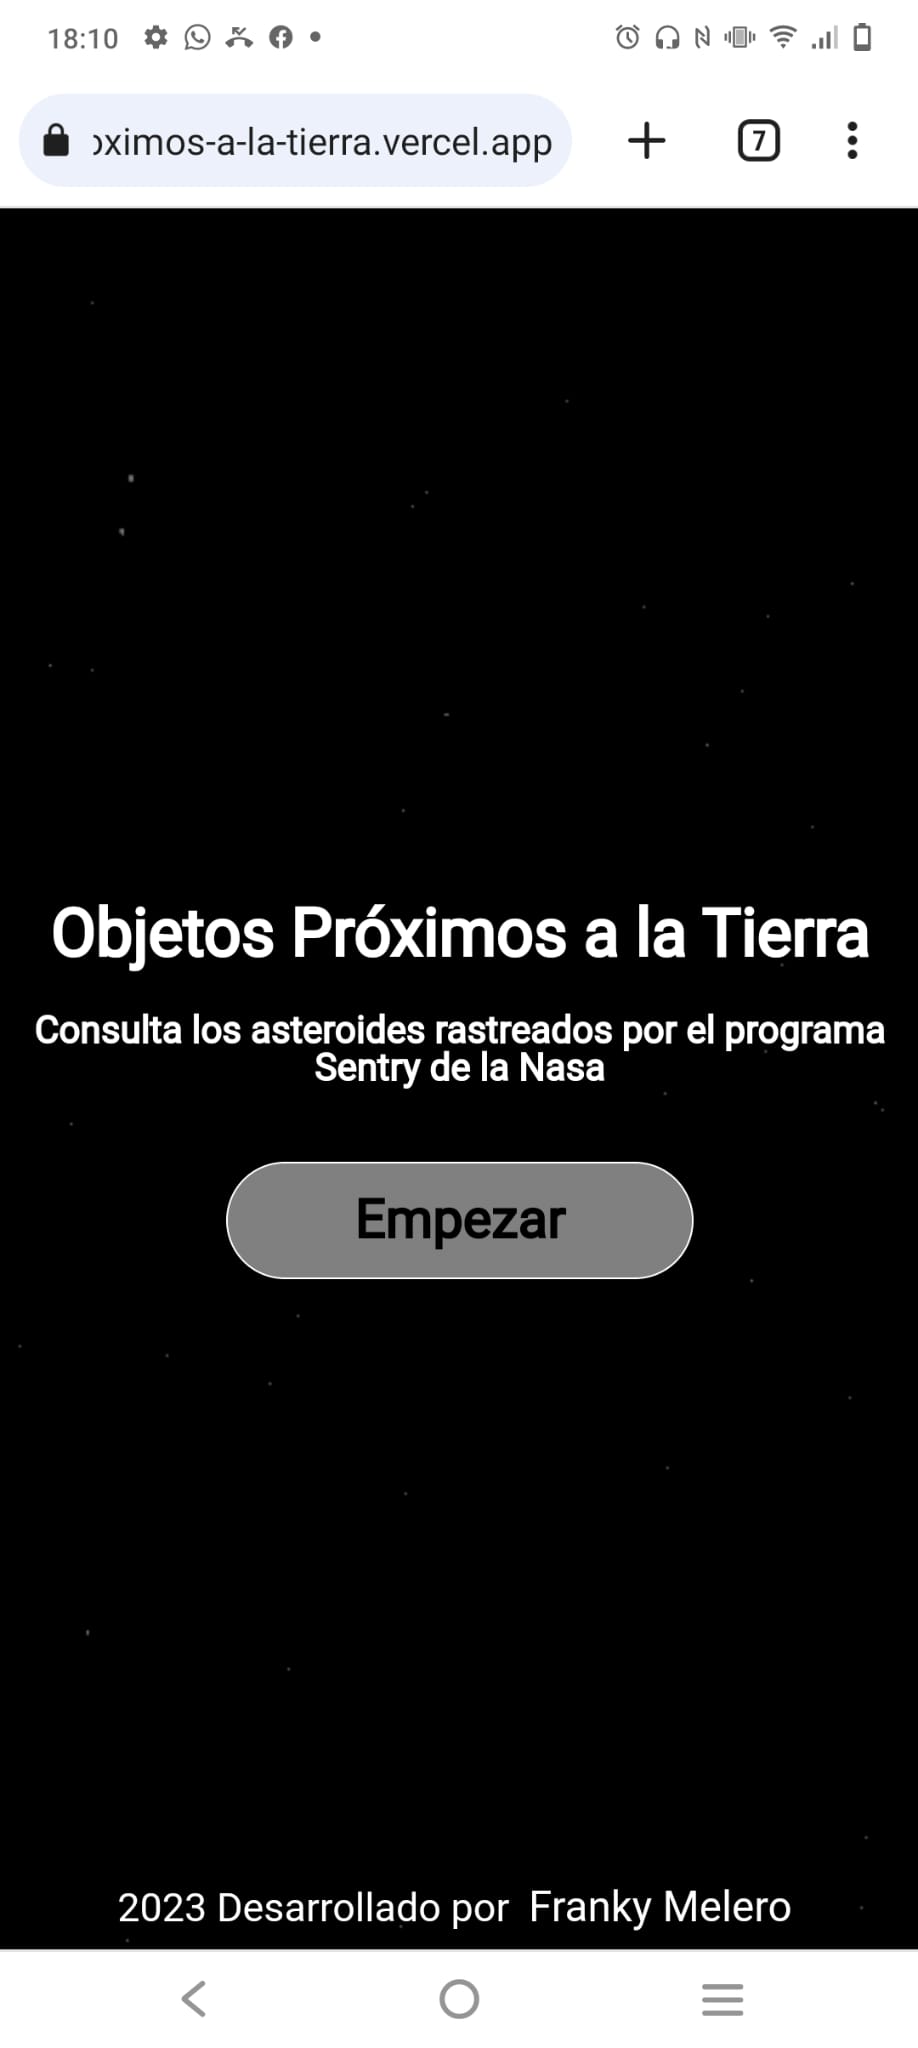 18:10
oximos-a-la-tierra.vercel.app
7
Objetos Próximos a la Tierra
Consulta los asteroides rastreados por el programa
Sentry de la Nasa
Empezar
2023 Desarrollado por Franky Melero